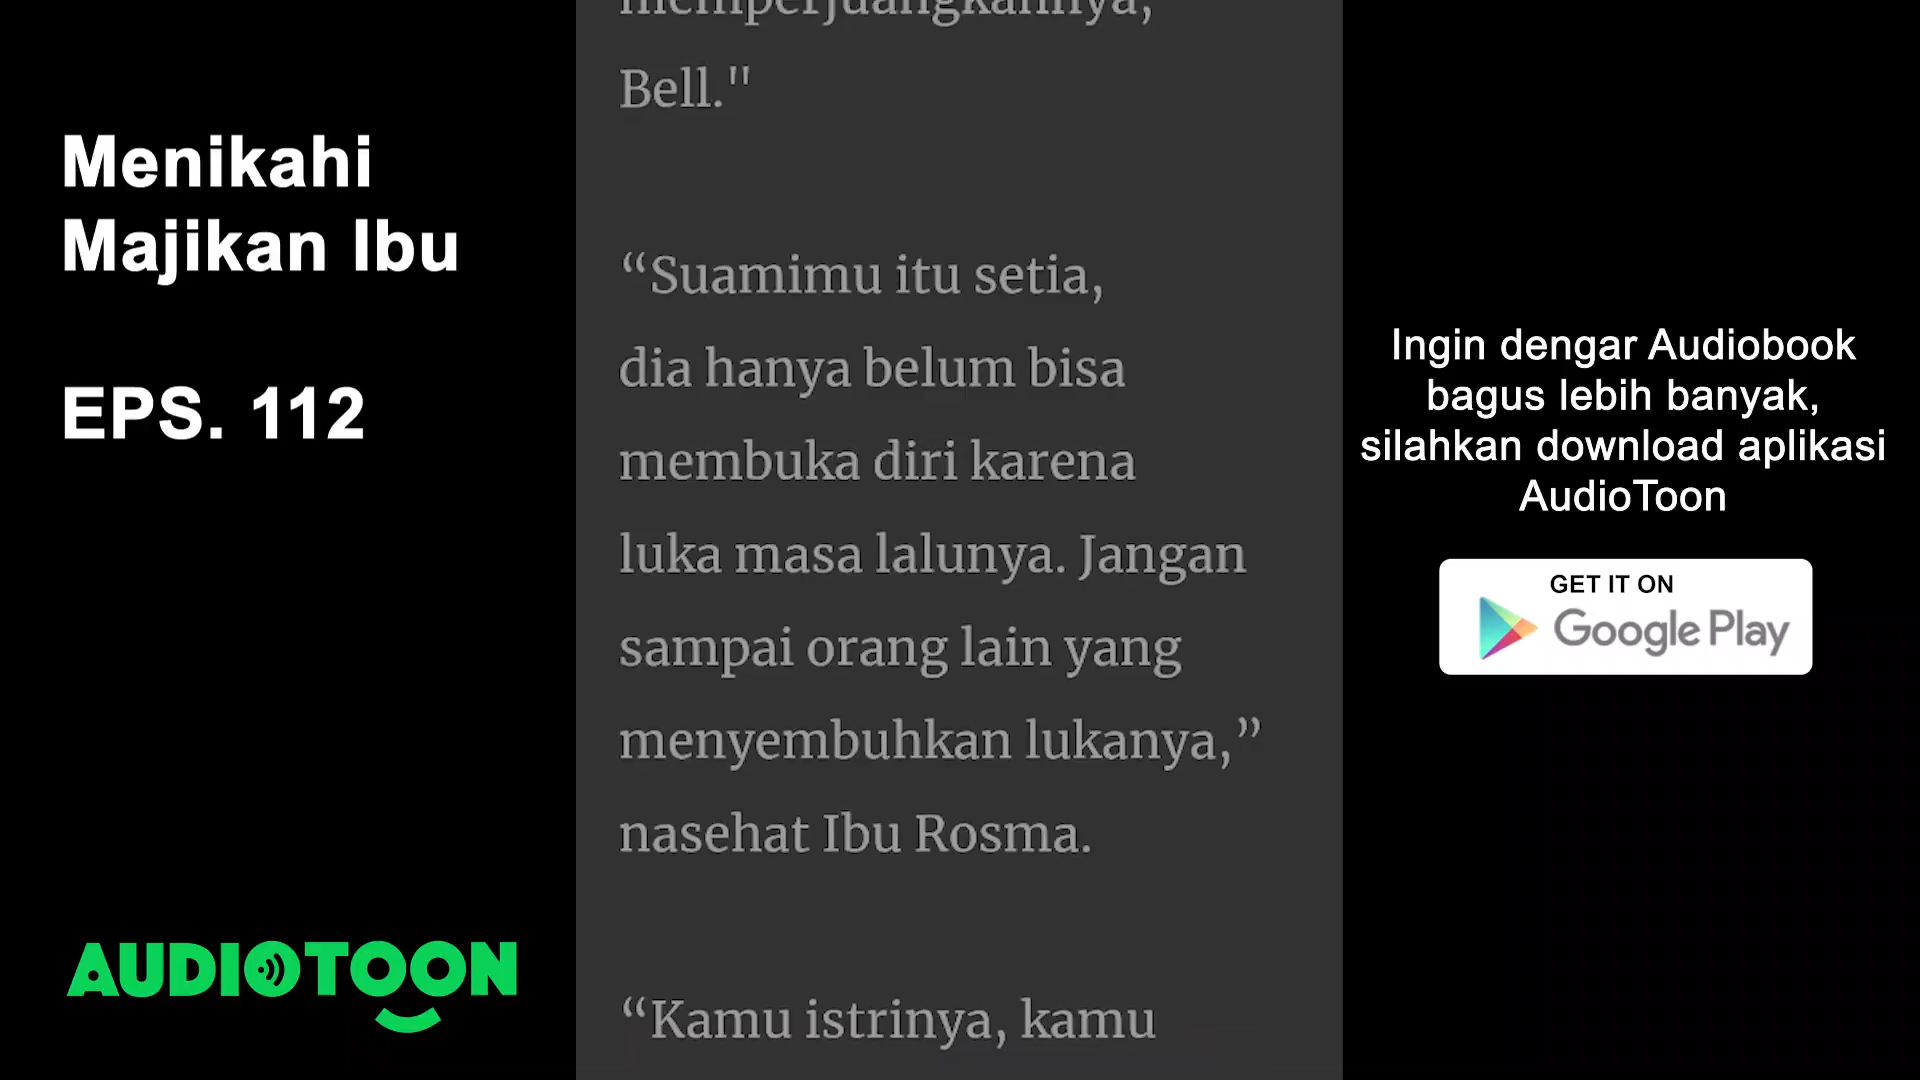 Menikahi
Majikan Ibu
EPS. 112
AUDIOTOON
memperjuangkannya,
Bell."
“Suamimu itu setia,
dia hanya belum bisa
membuka diri karena
luka masa lalunya. Jangan
sampai orang lain yang
menyembuhkan lukanya,”
nasehat Ibu Rosma.
“Kamu istrinya, kamu
Ingin dengar Audiobook
bagus lebih banyak,
silahkan download aplikasi
AudioToon
GET IT ON
Google Play